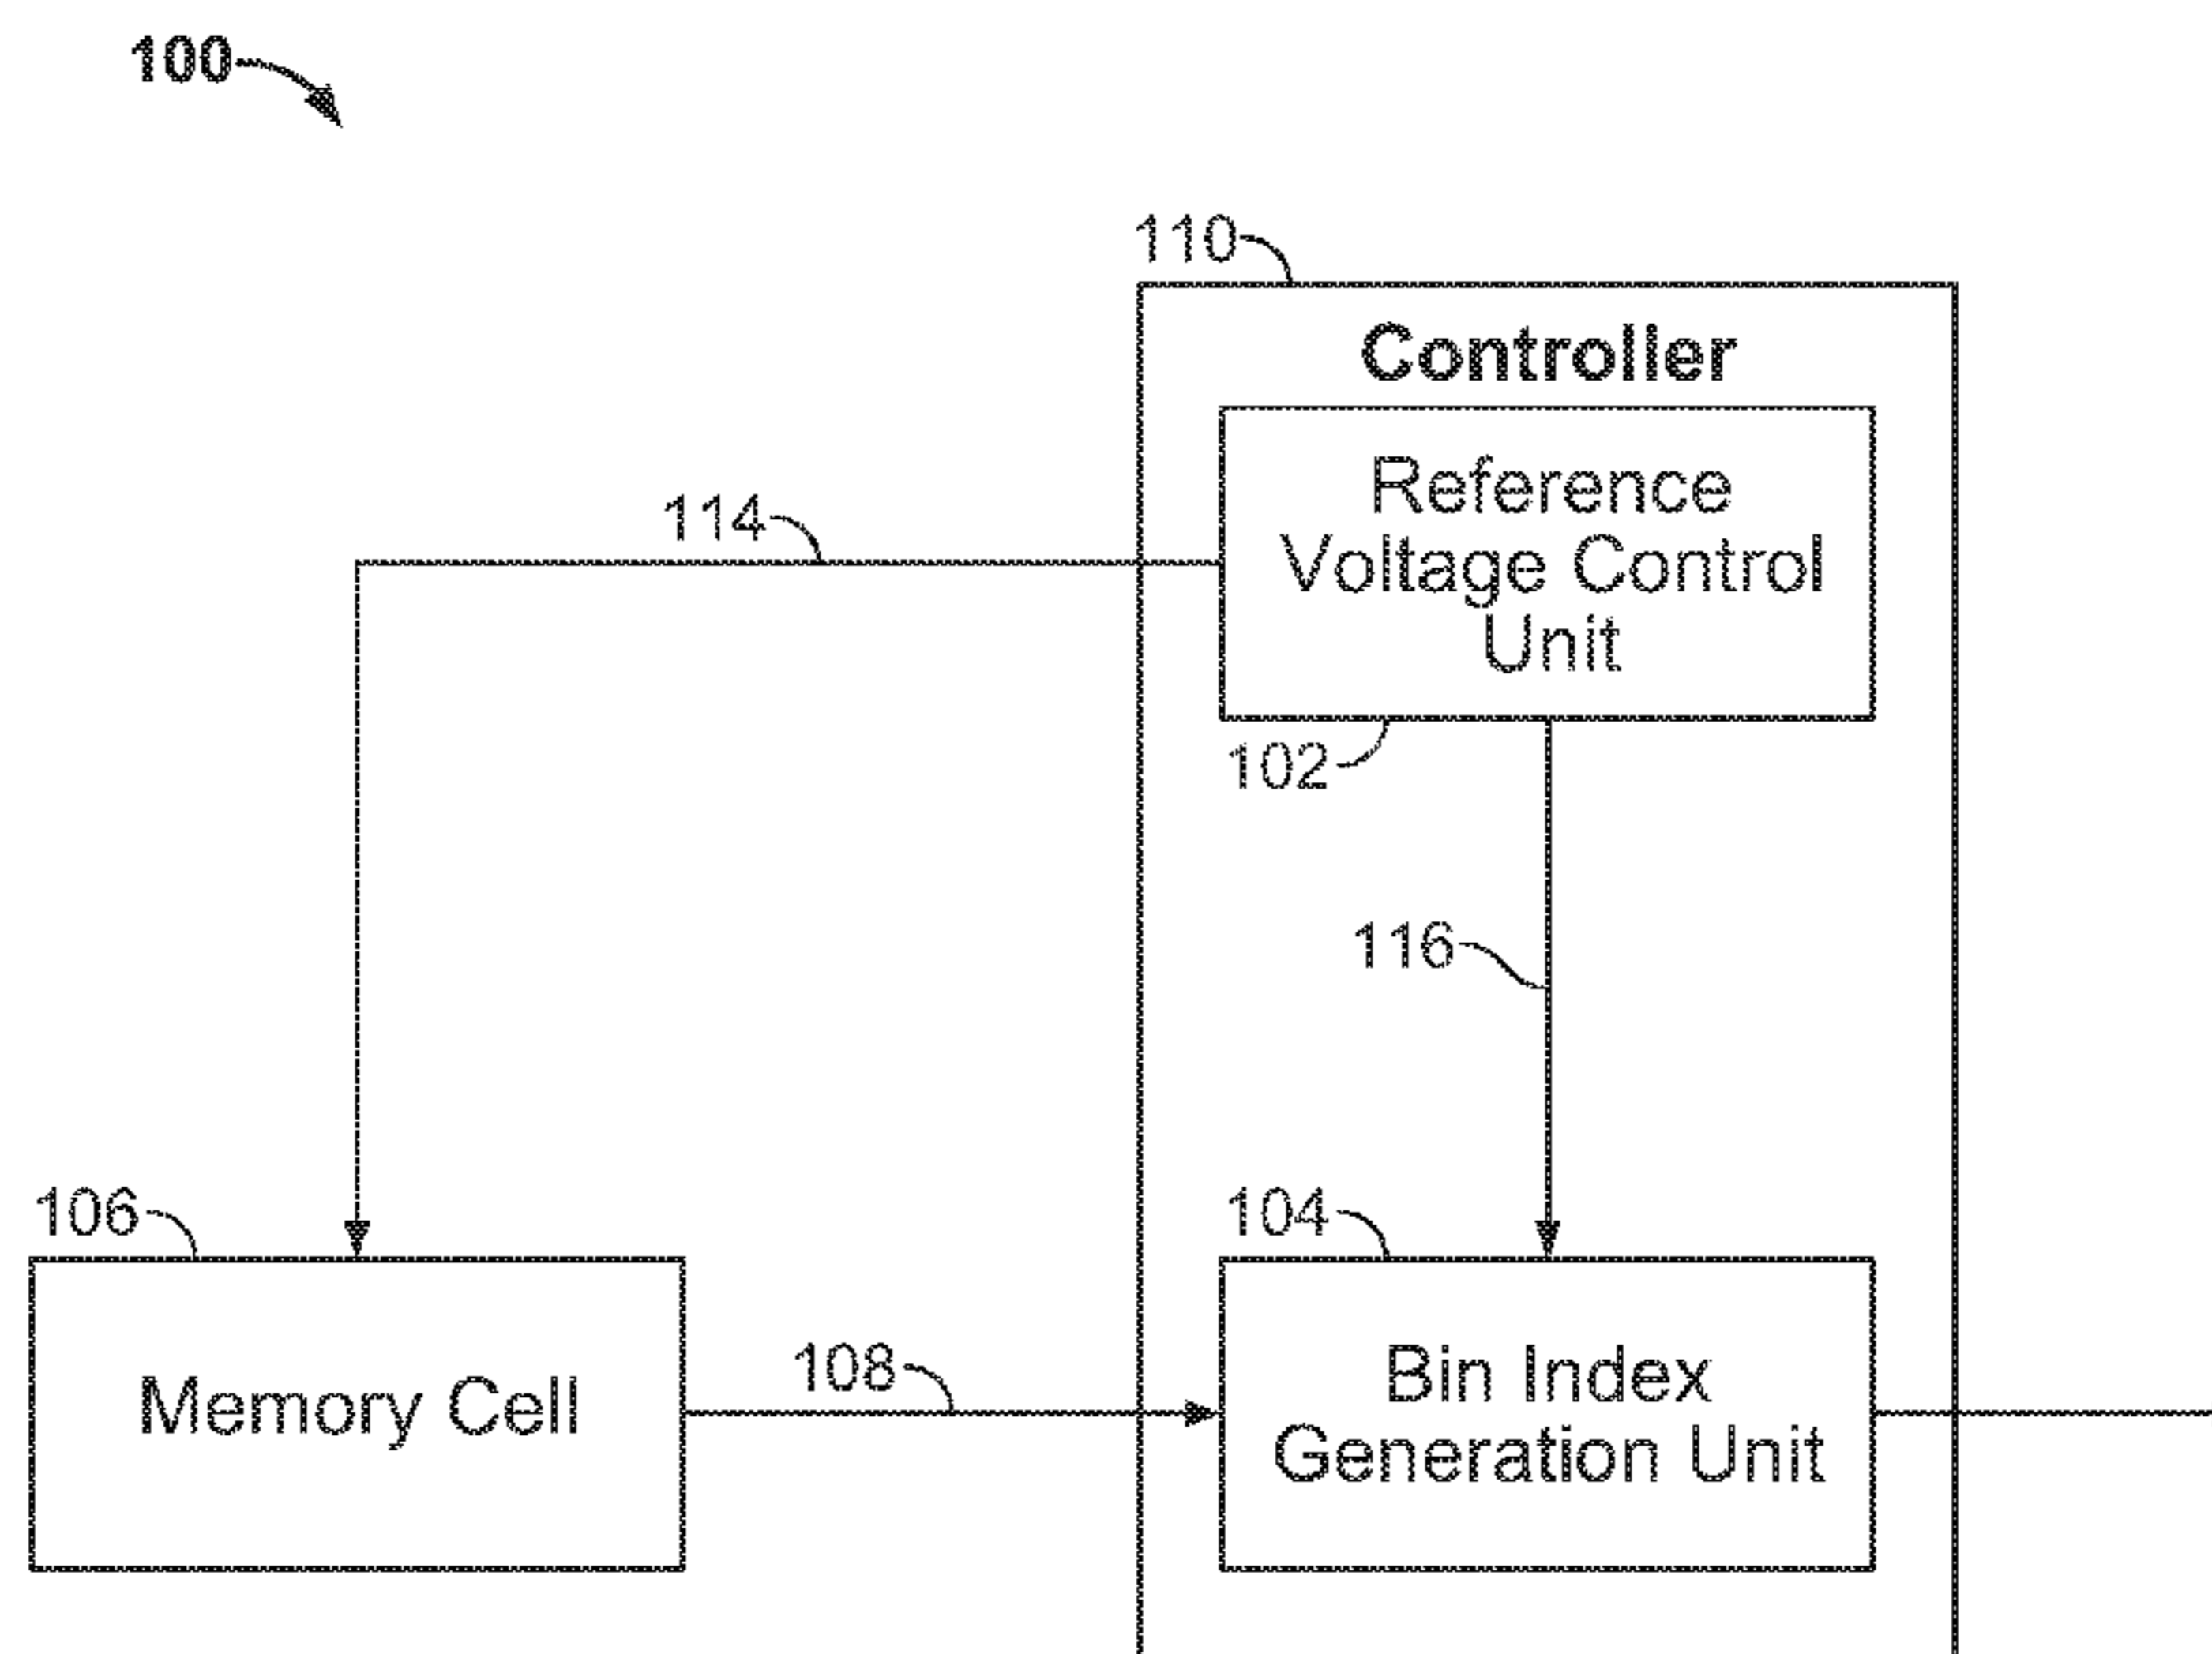 100
110
Controller
Reference
Voltage Control
Unit
114
102
116
106
104
Memory Cell
108
Bin Index
Generation Unit